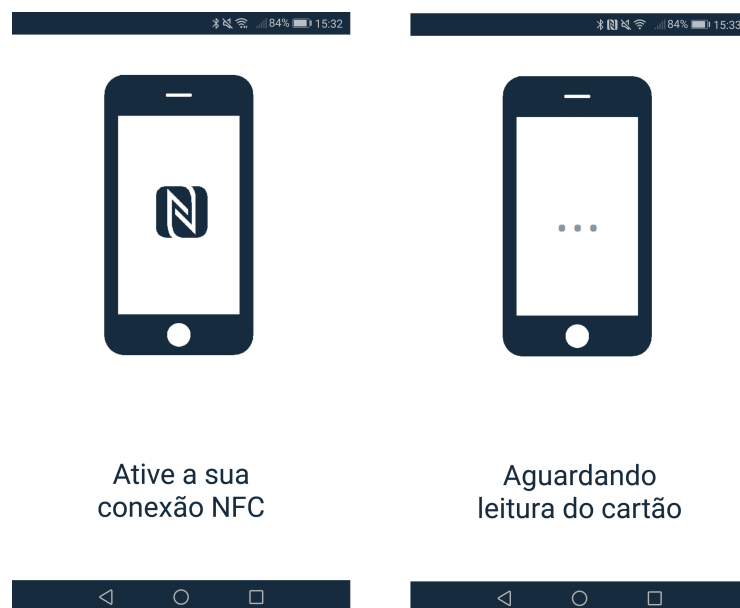 84% 15:32
Ative a sua
conexão NFC
84% 15:33
Aguardando
leitura do cartão